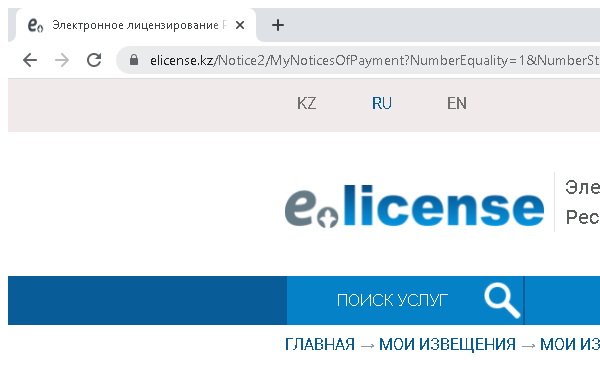 Электронное лицензирование
elicense.kz/Notice2/MyNoticesOfPayment?NumberEquality=1&NumberSt
KZ RU EN
e.license
Эле
Рес
ПОИСК УСЛУГ
ГЛАВНАЯ → МОИ ИЗВЕЩЕНИЯ → МОИ ИЗ